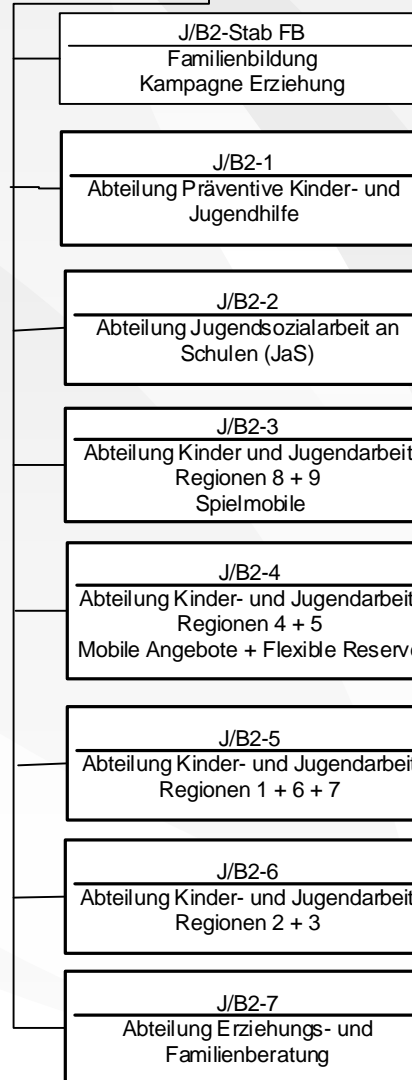 J/B2-Stab FB
Familienbildung
Kampagne Erziehung
J/B2-1
Abteilung Präventive Kinder- und
Jugendhilfe
J/B2-2
Abteilung Jugendsozialarbeit an
Schulen (JaS)
J/B2-3
Abteilung Kinder und Jugendarbeit
Regionen 8 + 9
Spielmobile
J/B2-4
Abteilung Kinder- und Jugendarbeit
Regionen 4 + 5
Mobile Angebote + Flexible Reserve
J/B2-5
Abteilung Kinder- und Jugendarbeit
Regionen 1 + 6 + 7
J/B2-6
Abteilung Kinder- und Jugendarbeit
Regionen 2 + 3
J/B2-7
Abteilung Erziehungs- und
Familienberatung